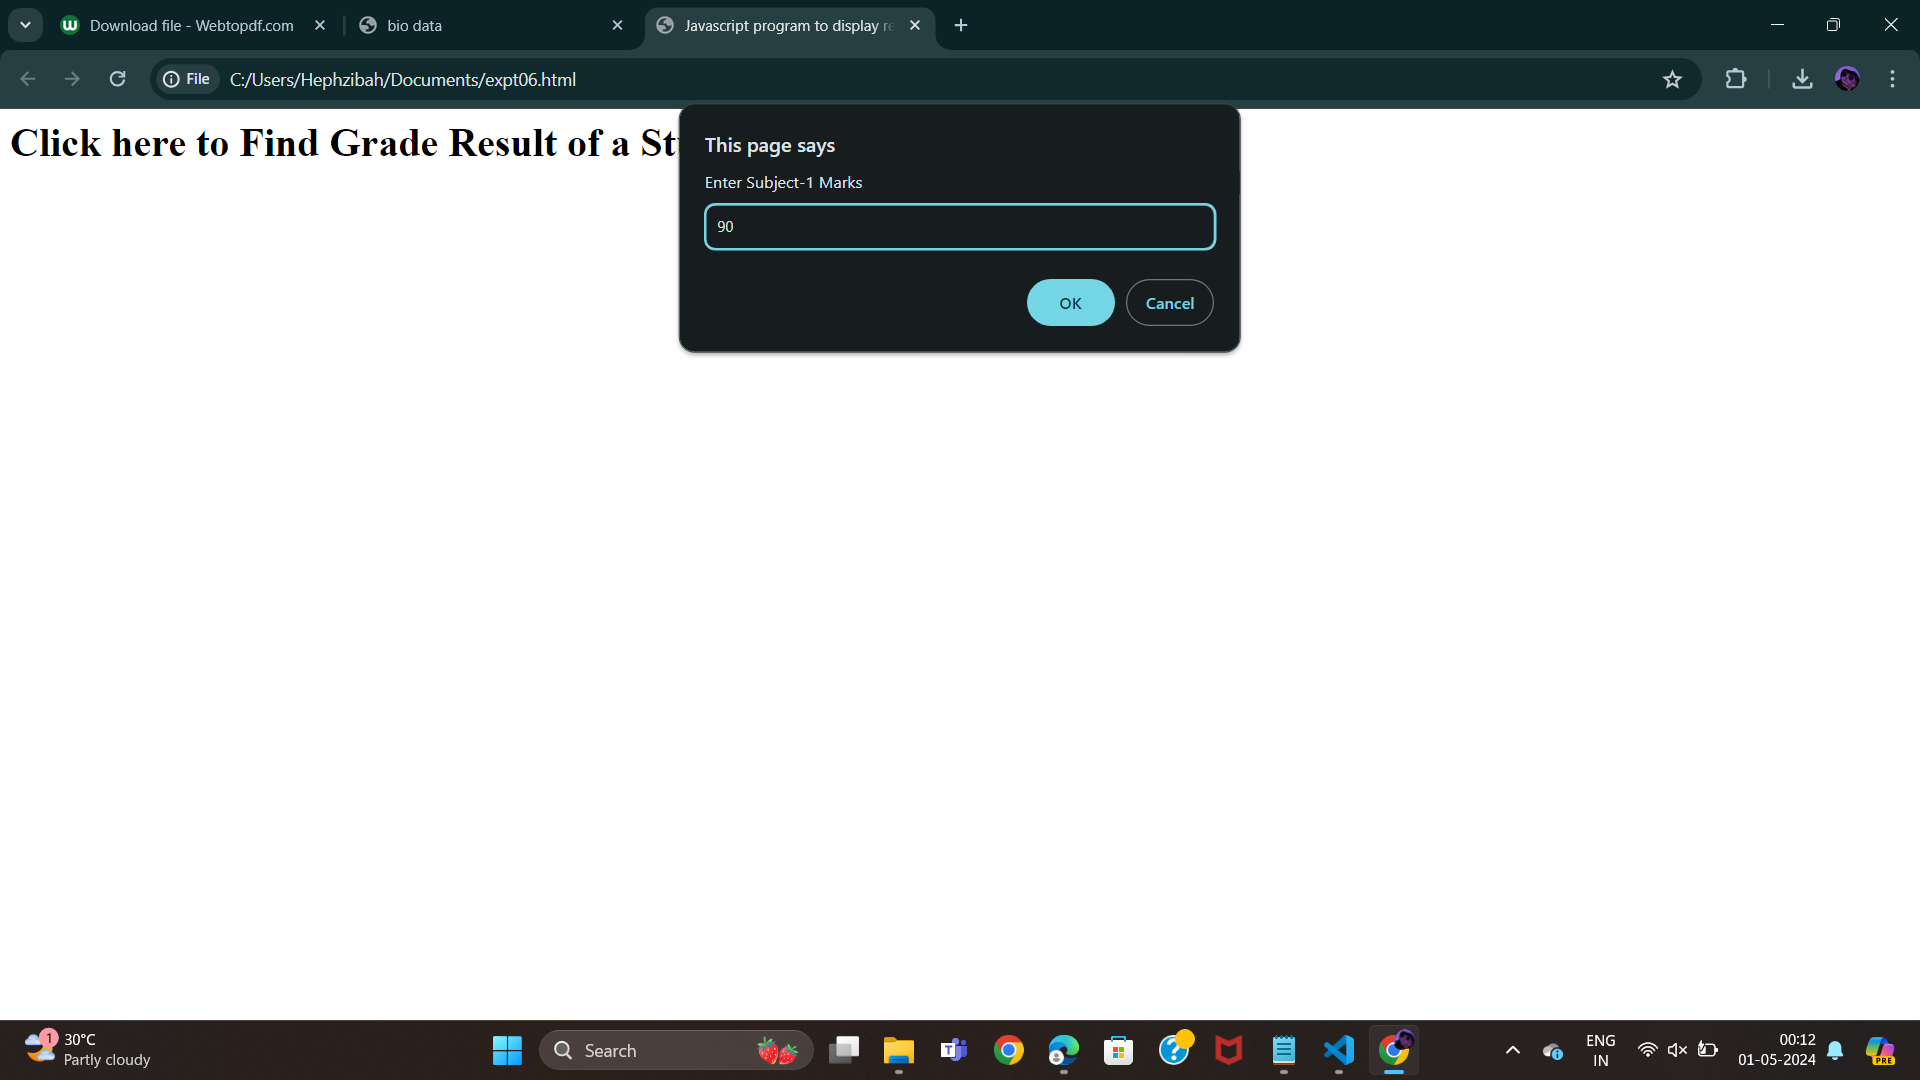 Download file - Webtopdf.com
bio data
Javascript program to display re
File
C:/Users/Hephzibah/Documents/expt06.html
Click here to Find Grade Result of a St
This page says
Enter Subject-1 Marks
90
OK
Cancel
1
30°C
Partly cloudy
Search
T
ENG
IN
00:12
01-05-2024
PRE